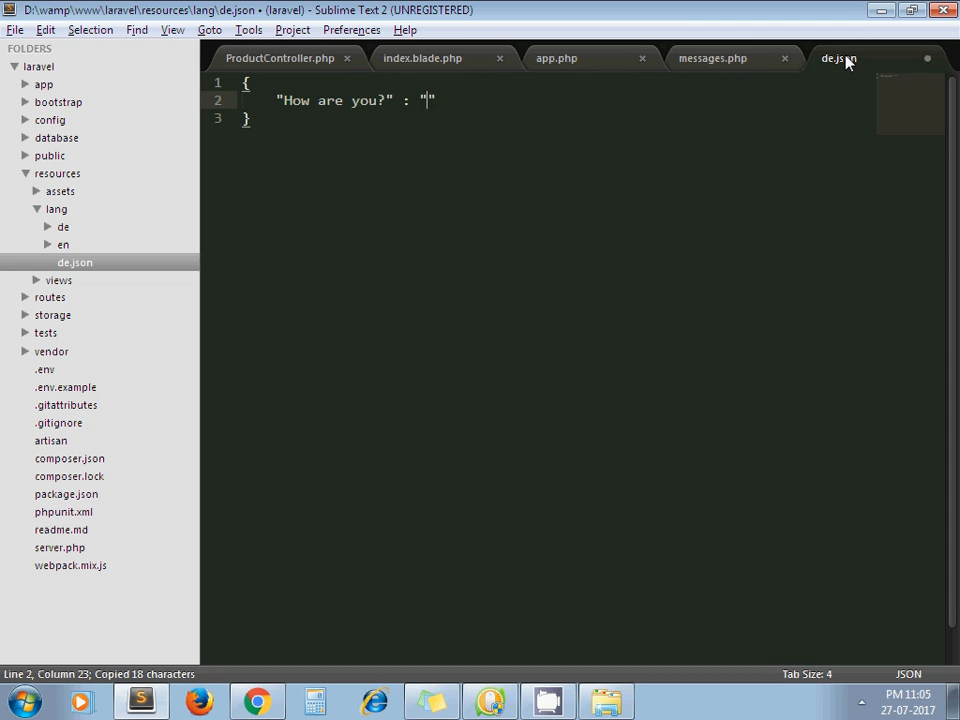 D:\wamp\www\laravel\resources\lang\de.json • (laravel) - Sublime Text 2 (UNREGISTERED)
File Edit Selection Find View Goto Tools Project Preferences Help
FOLDERS
laravel
app
bootstrap
config
database
public
resources
assets
lang
de
en
de.json
views
routes
storage
tests
vendor
.env
.env.example
.gitattributes
.gitignore
artisan
composer.json
composer.lock
package.json
phpunit.xml
readme.md
server.php
webpack.mix.js
ProductController.php index.blade.php app.php messages.php de.json
1 {
2 "How are you?" : ""
3 }
Line 2, Column 23; Copied 18 characters
Tab Size: 4 JSON
PM 11:05
27-07-2017